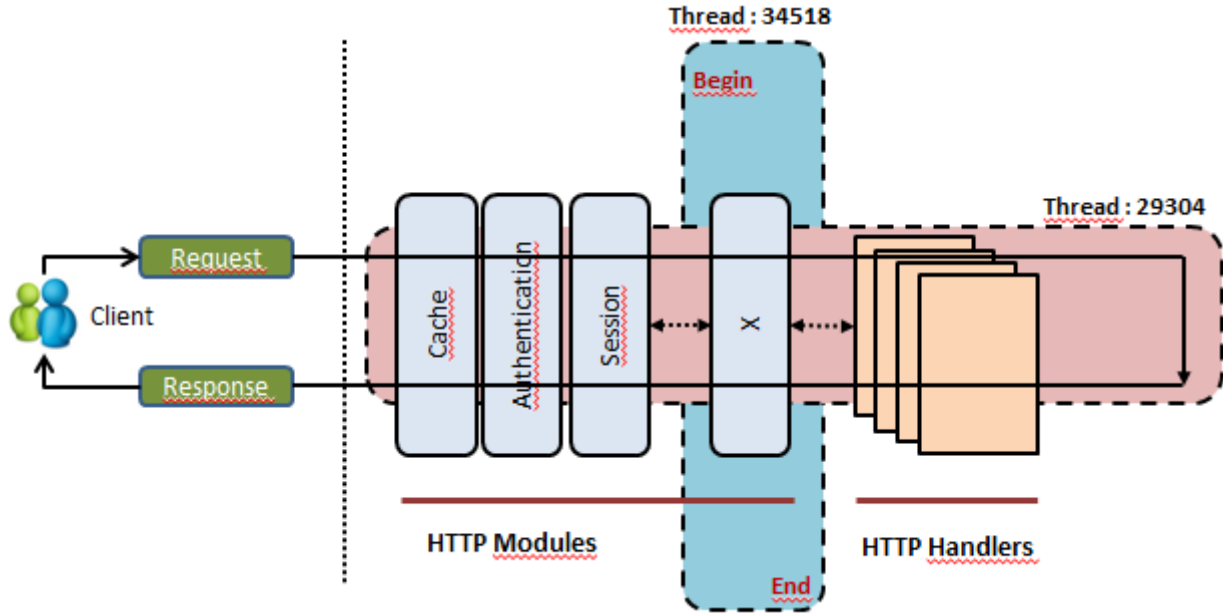 Thread : 34518
Begin
Thread : 29304
Request
Client
Response
Cache
Authentication
Session
X
HTTP Modules
HTTP Handlers
End